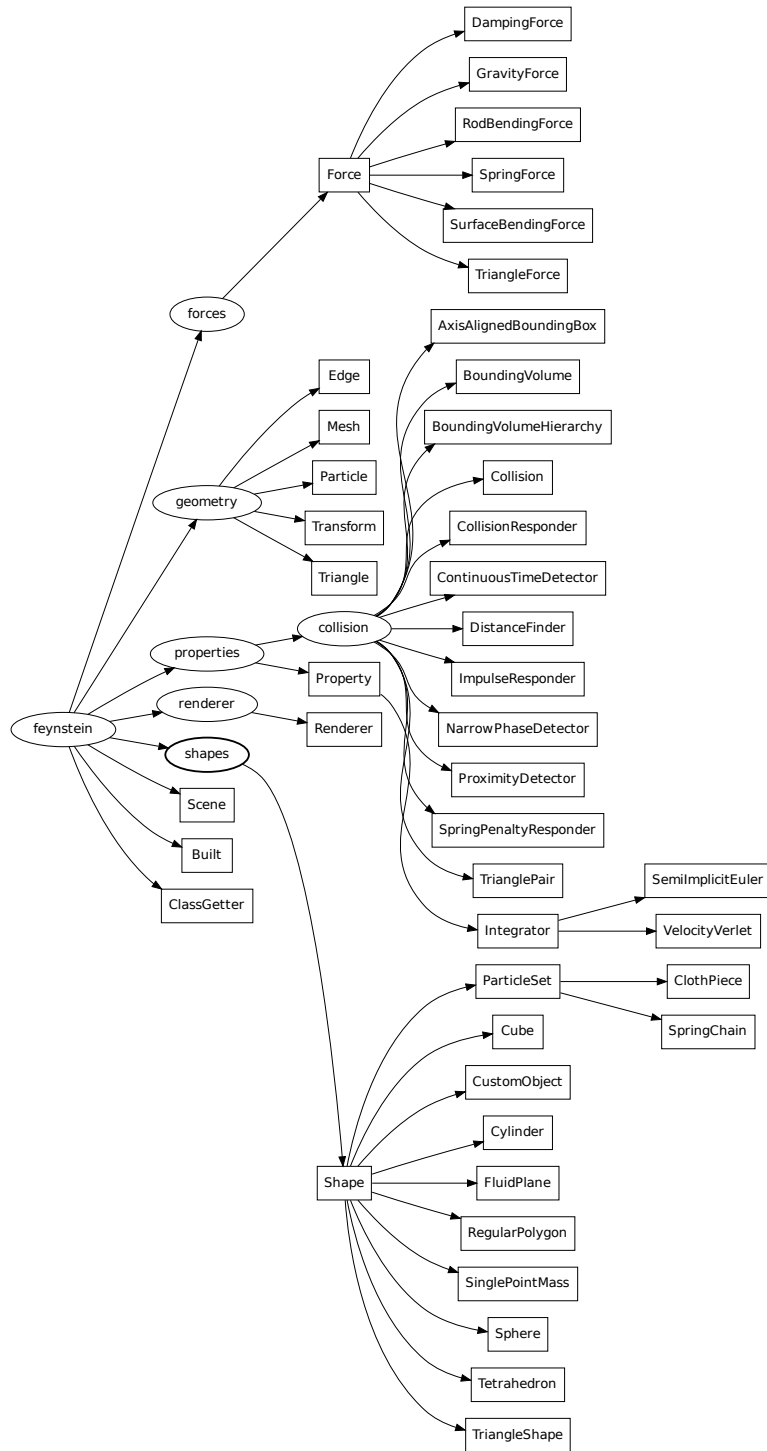 DampingForce
GravityForce
RodBendingForce
Force
SpringForce
SurfaceBendingForce
TriangleForce
forces
AxisAlignedBoundingBox
Edge
BoundingVolume
Mesh
BoundingVolumeHierarchy
Particle
Collision
geometry
Transform
CollisionResponder
Triangle
ContinuousTimeDetector
collision
DistanceFinder
properties
Property
ImpulseResponder
renderer
feynstein
Renderer
NarrowPhaseDetector
shapes
ProximityDetector
Scene
SpringPenaltyResponder
Built
TrianglePair
SemiImplicitEuler
ClassGetter
Integrator
VelocityVerlet
ParticleSet
ClothPiece
Cube
SpringChain
CustomObject
Cylinder
Shape
FluidPlane
RegularPolygon
SinglePointMass
Sphere
Tetrahedron
TriangleShape